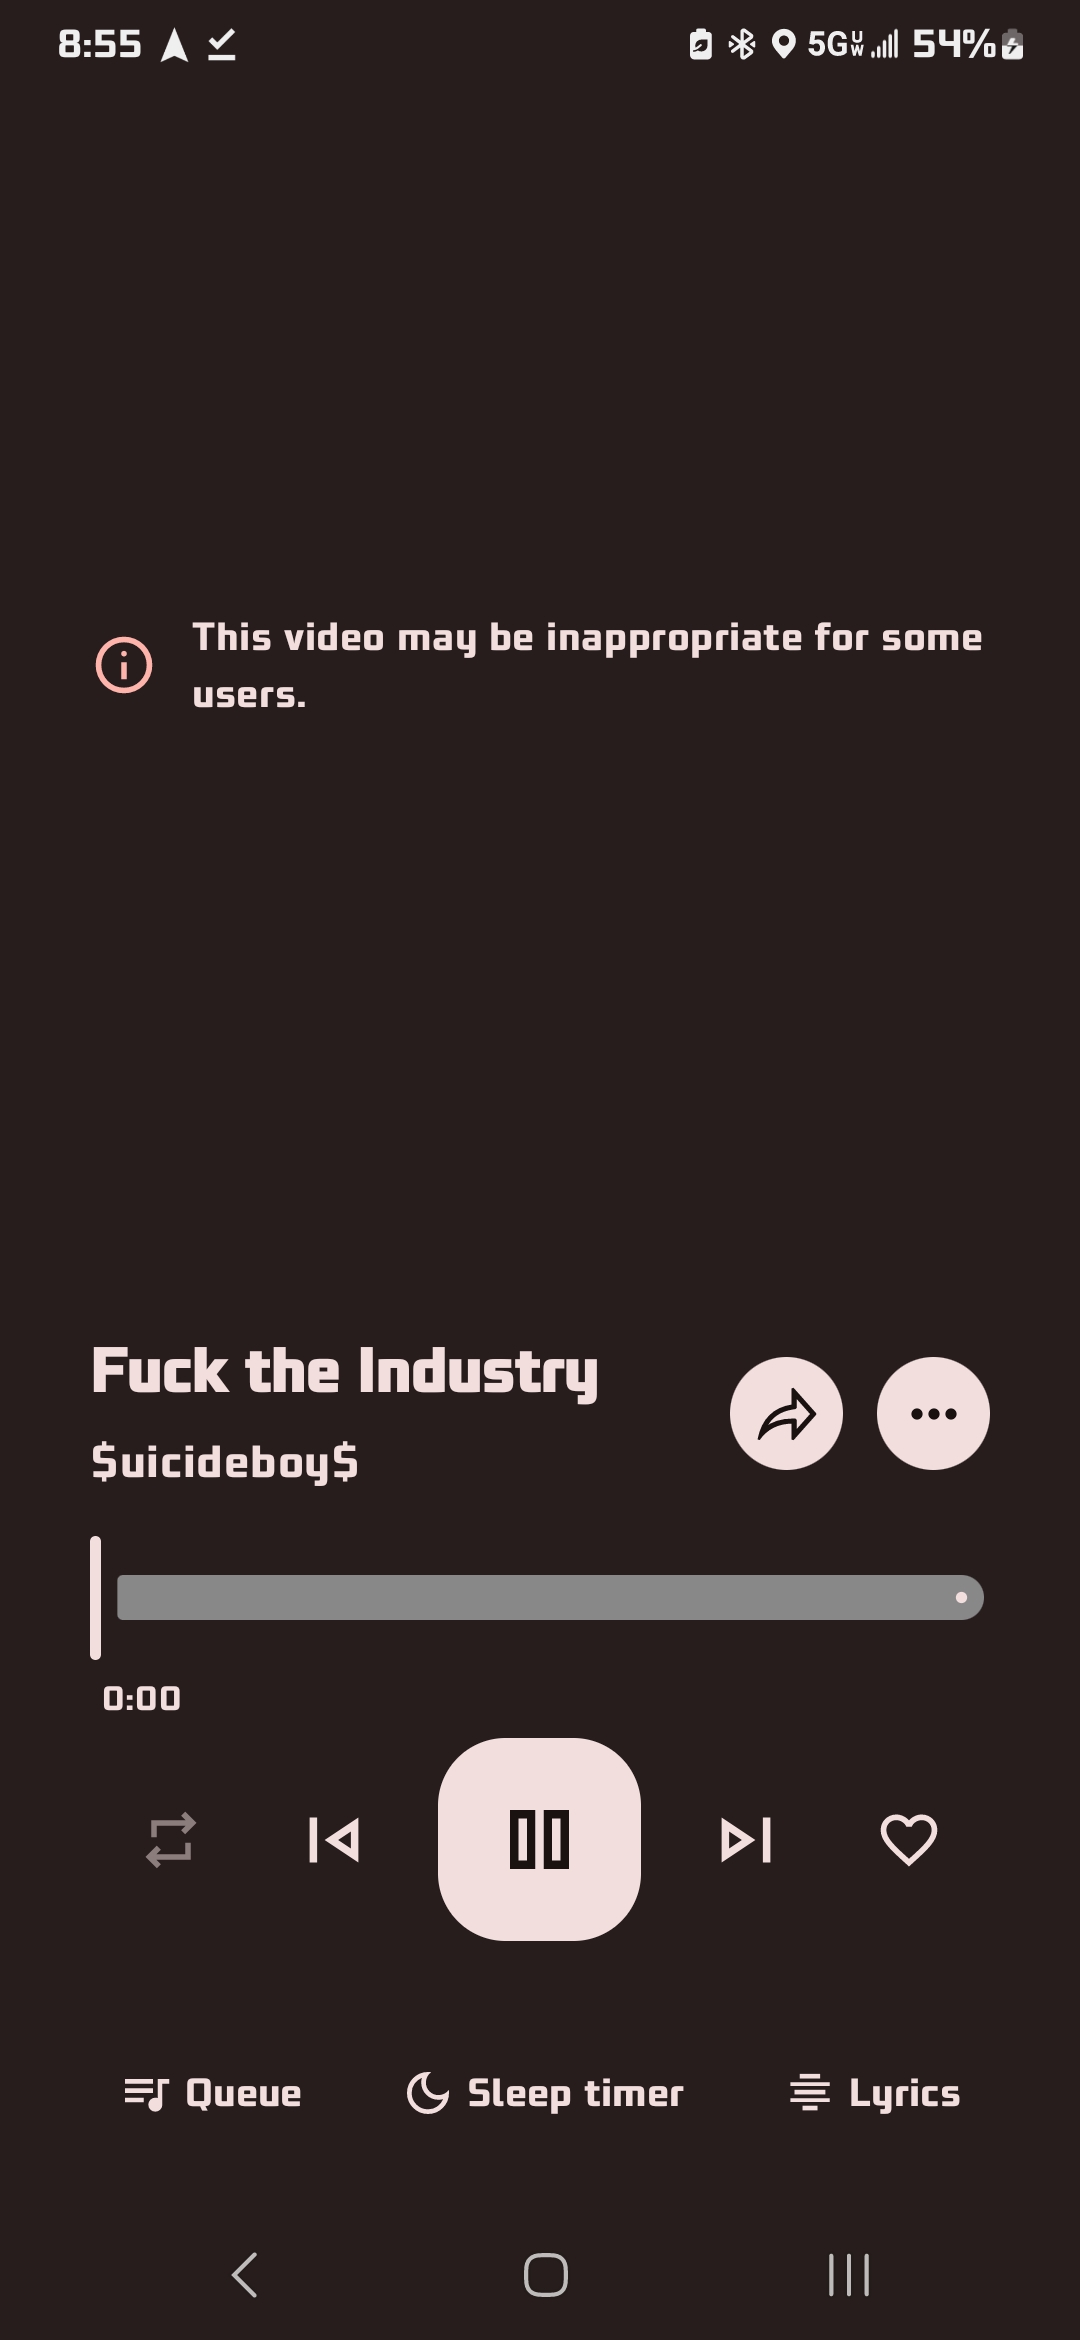 8:55 5G UW 54%
This video may be inappropriate for some
users.
Fuck the Industry
$uicideboy$
0:00
Queue Sleep timer Lyrics